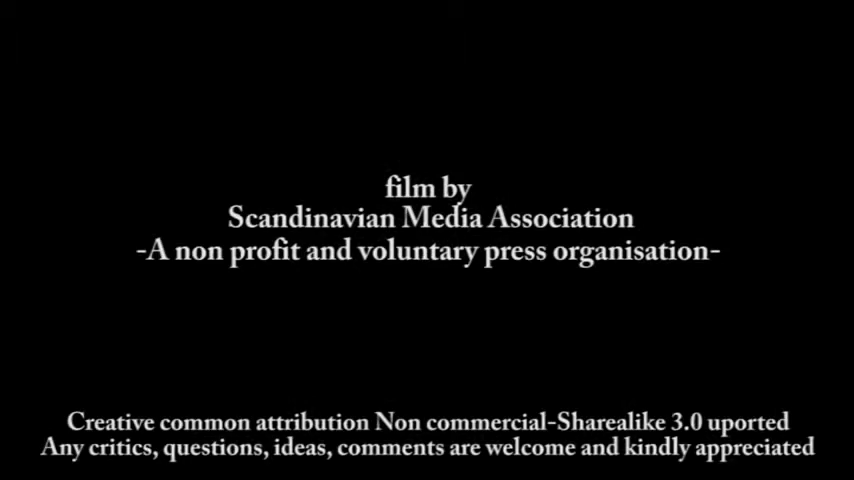 film by
Scandinavian Media Association
-A non profit and voluntary press organisation-
Creative common attribution Non commercial-Sharealike 3.0 uported
Any critics, questions, ideas, comments are welcome and kindly appreciated